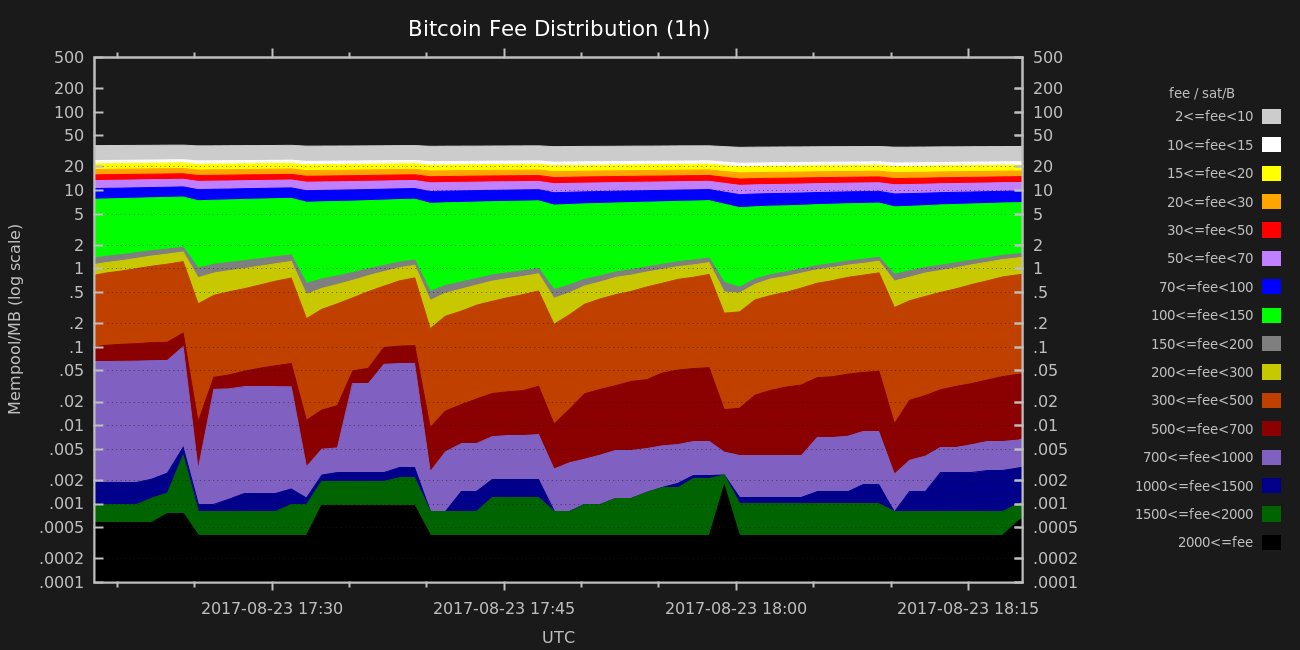 Bitcoin Fee Distribution (1h)
Mempool/MB (log scale)
500
200
100
50
20
10
5
2
1
.5
.2
.1
.05
.02
.01
.005
.002
.001
.0005
.0002
.0001
500
200
100
50
20
10
5
2
1
.5
.2
.1
.05
.02
.01
.005
.002
.001
.0005
.0002
.0001
fee / sat/B
2<=fee<10
10<=fee<15
15<=fee<20
20<=fee<30
30<=fee<50
50<=fee<70
70<=fee<100
100<=fee<150
150<=fee<200
200<=fee<300
300<=fee<500
500<=fee<700
700<=fee<1000
1000<=fee<1500
1500<=fee<2000
2000<=fee
2017-08-23 17:30 2017-08-23 17:45 2017-08-23 18:00 2017-08-23 18:15
UTC